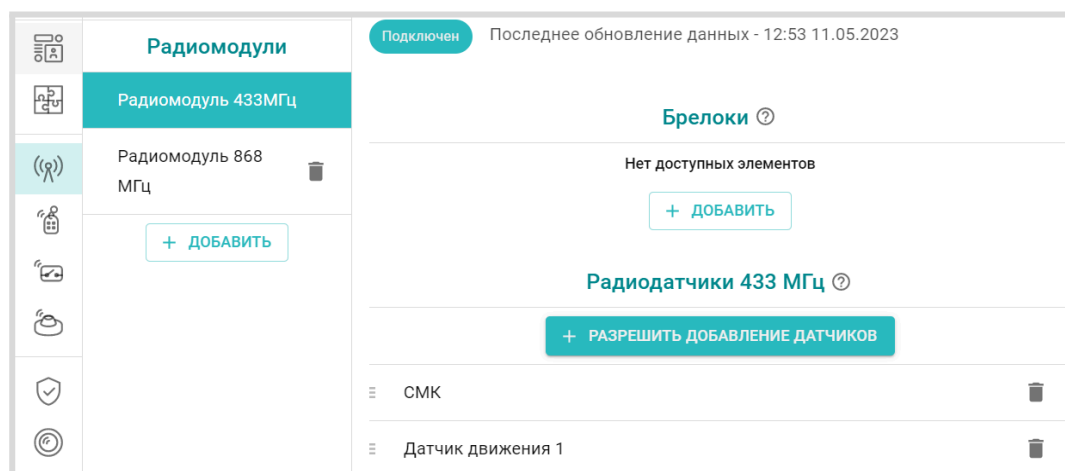 Радиомодули
Радиомодуль 433МГц
Радиомодуль 868
МГц
+ ДОБАВИТЬ
Подключен
Последнее обновление данных - 12:53 11.05.2023
Брелоки
Нет доступных элементов
+ ДОБАВИТЬ
Радиодатчики 433 МГц
+ РАЗРЕШИТЬ ДОБАВЛЕНИЕ ДАТЧИКОВ
СМК
Датчик движения 1